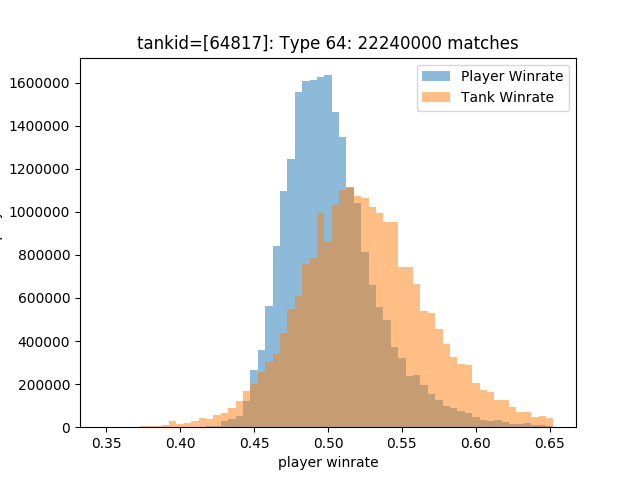 tankid=[64817]: Type 64: 22240000 matches
Player Winrate
Tank Winrate
1600000
1400000
1200000
1000000
800000
600000
400000
200000
0
0.35 0.40 0.45 0.50 0.55 0.60 0.65
player winrate